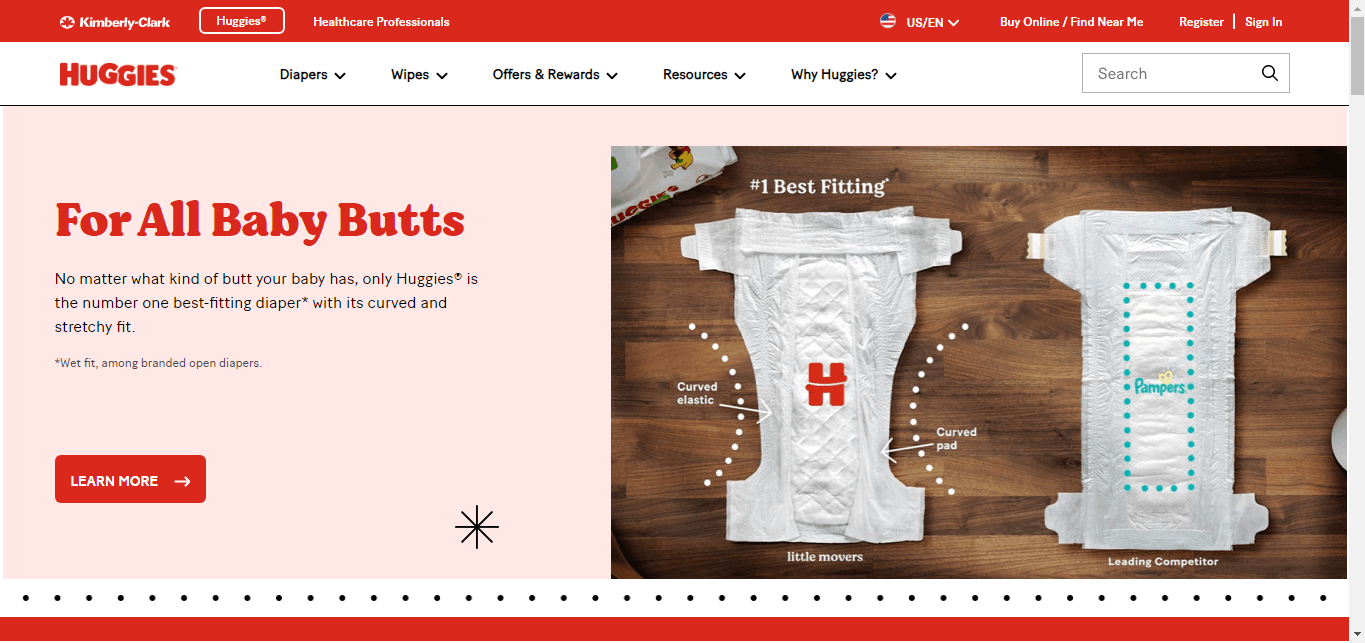 Kimberly-Clark
Huggies®
Healthcare Professionals
US/EN
Buy Online / Find Near Me
Register
Sign In
HUGGIES
Diapers
Wipes
Offers & Rewards
Resources
Why Huggies?
Search
For All Baby Butts
No matter what kind of butt your baby has, only Huggies® is
the number one best-fitting diaper* with its curved and
stretchy fit.
*Wet fit, among branded open diapers.
LEARN MORE
HUGGIES
#1 Best Fitting*
Curved
elastic
Curved
pad
H
little movers
Pampers
Leading Competitor